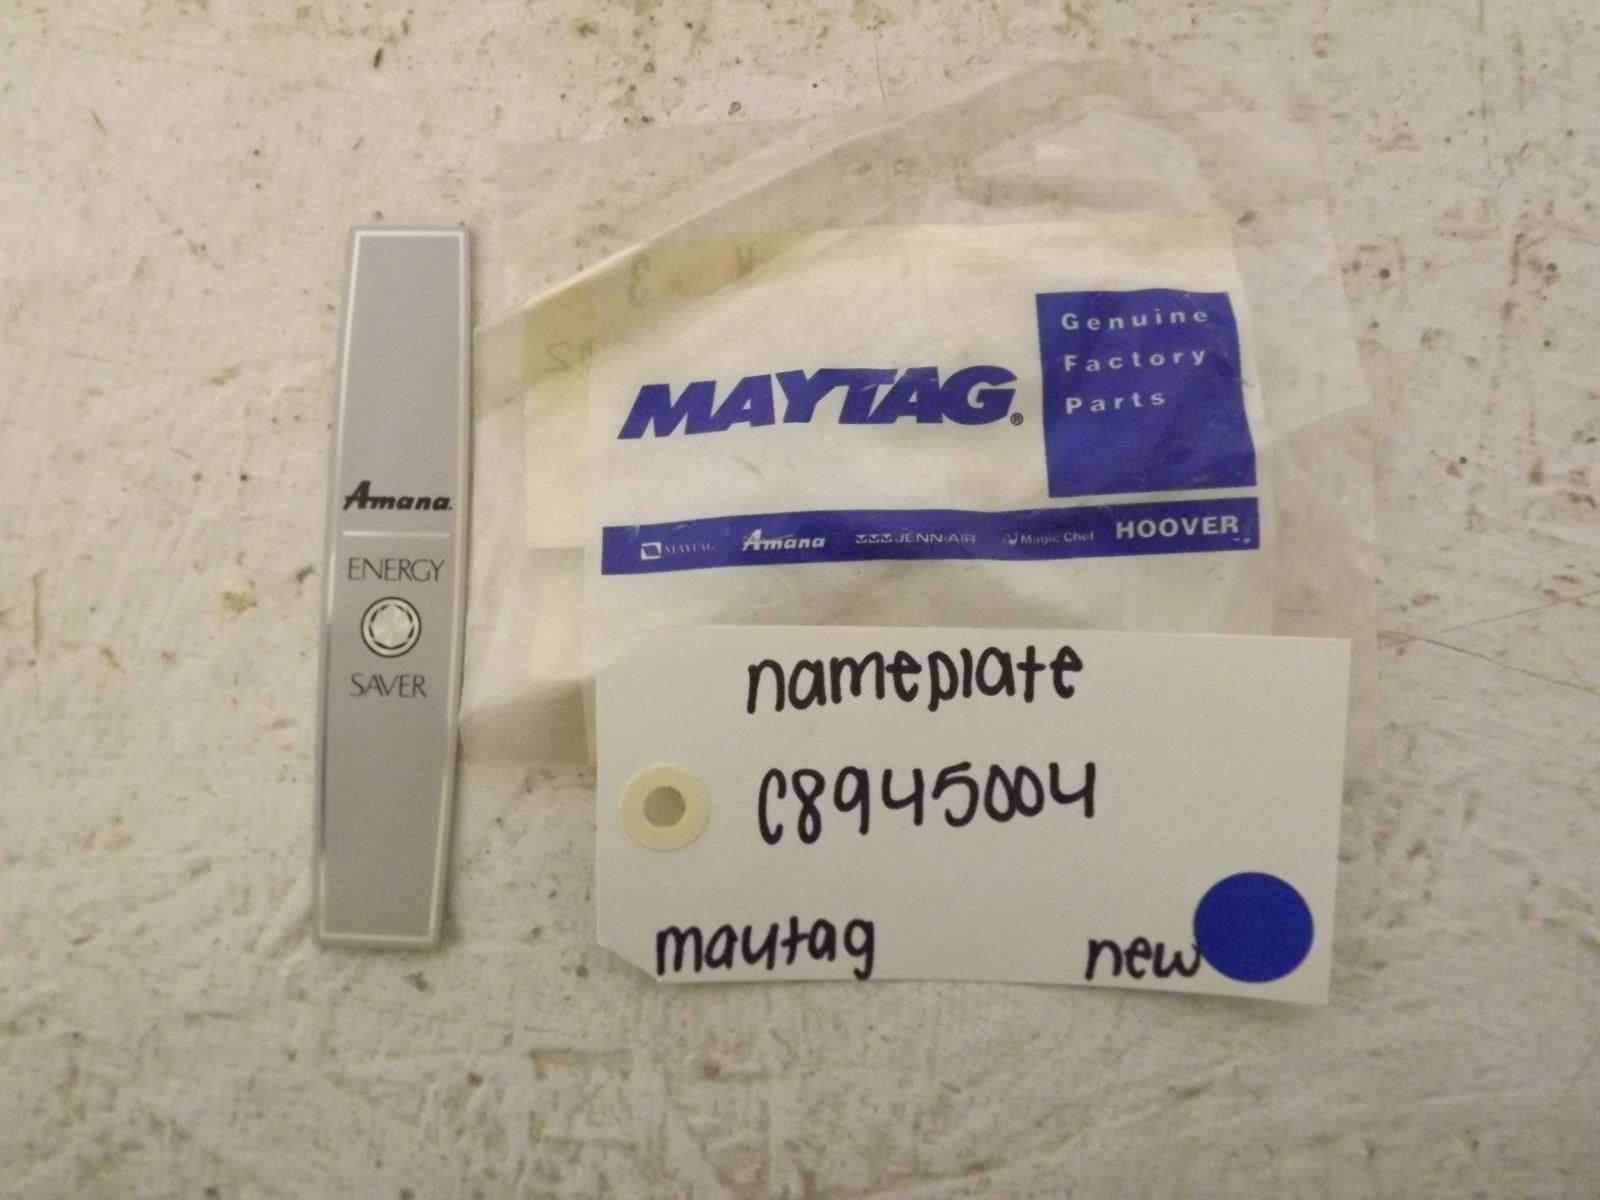 Amana
ENERGY
SAVER
MAYTAG®
Genuine
Factory
Parts
MAYTAG Amana JENN-AIR Magic Chef HOOVER
nameplate
C8945004
maytag new